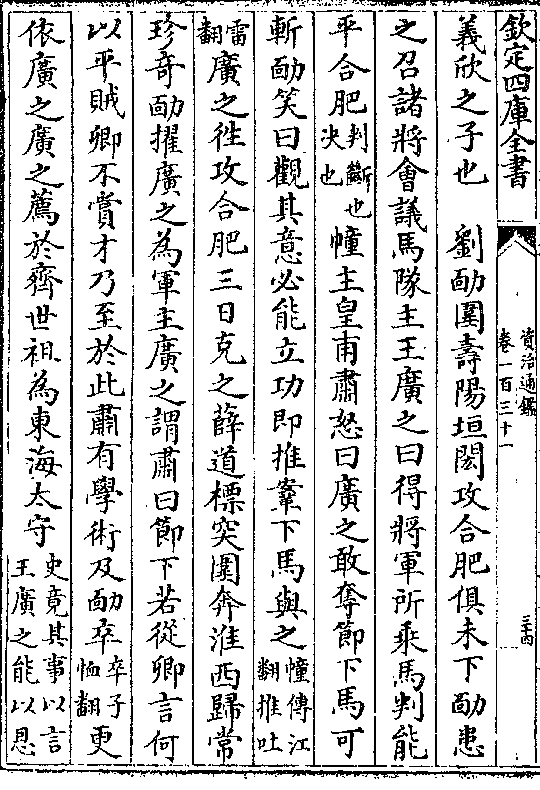 欽定四庫全書
資治通鑑
卷一百三十一
三十四
義欣之子也　劉勔圍壽陽垣閎攻合肥俱未下勔患
之召諸將會議馬隊主王廣之曰得將軍所乘馬判能
平合肥判斷也決也幢主皇甫肅怒曰廣之敢奪節下馬可
斬勔笑曰觀其意必能立功即推鞌下馬與之幢傳江翻推吐
雷翻廣之徃攻合肥三日克之薛道標突圍奔淮西歸常
珍奇勔擢廣之為軍主廣之謂肅曰節下若從卿言何
以平賊卿不賞才乃至於此肅有學術及勔卒卒子恤翻更
依廣之廣之薦於齊世祖為東海太守史竟其事以言王廣之能以恩